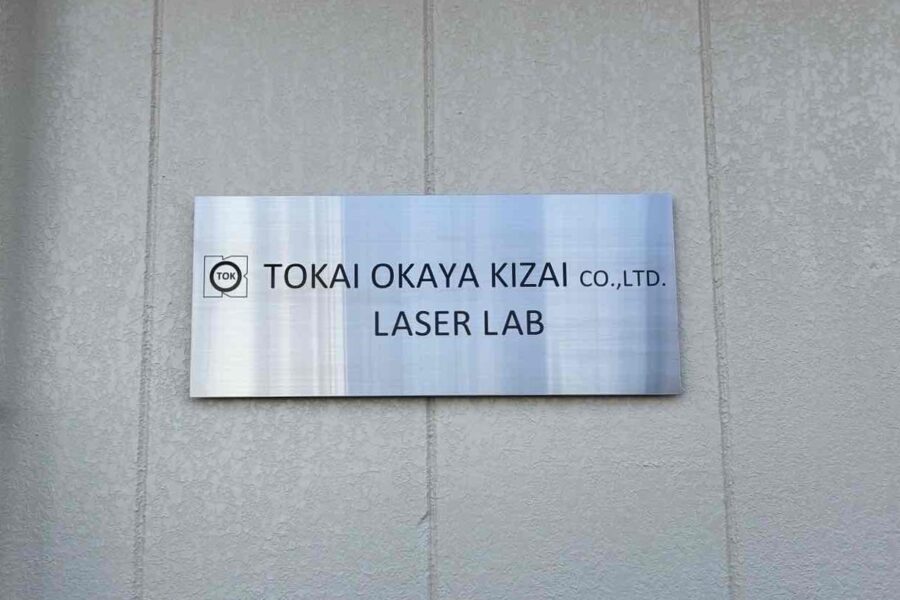 TOK TOKAI OKAYA KIZAI CO.,LTD.
LASER LAB